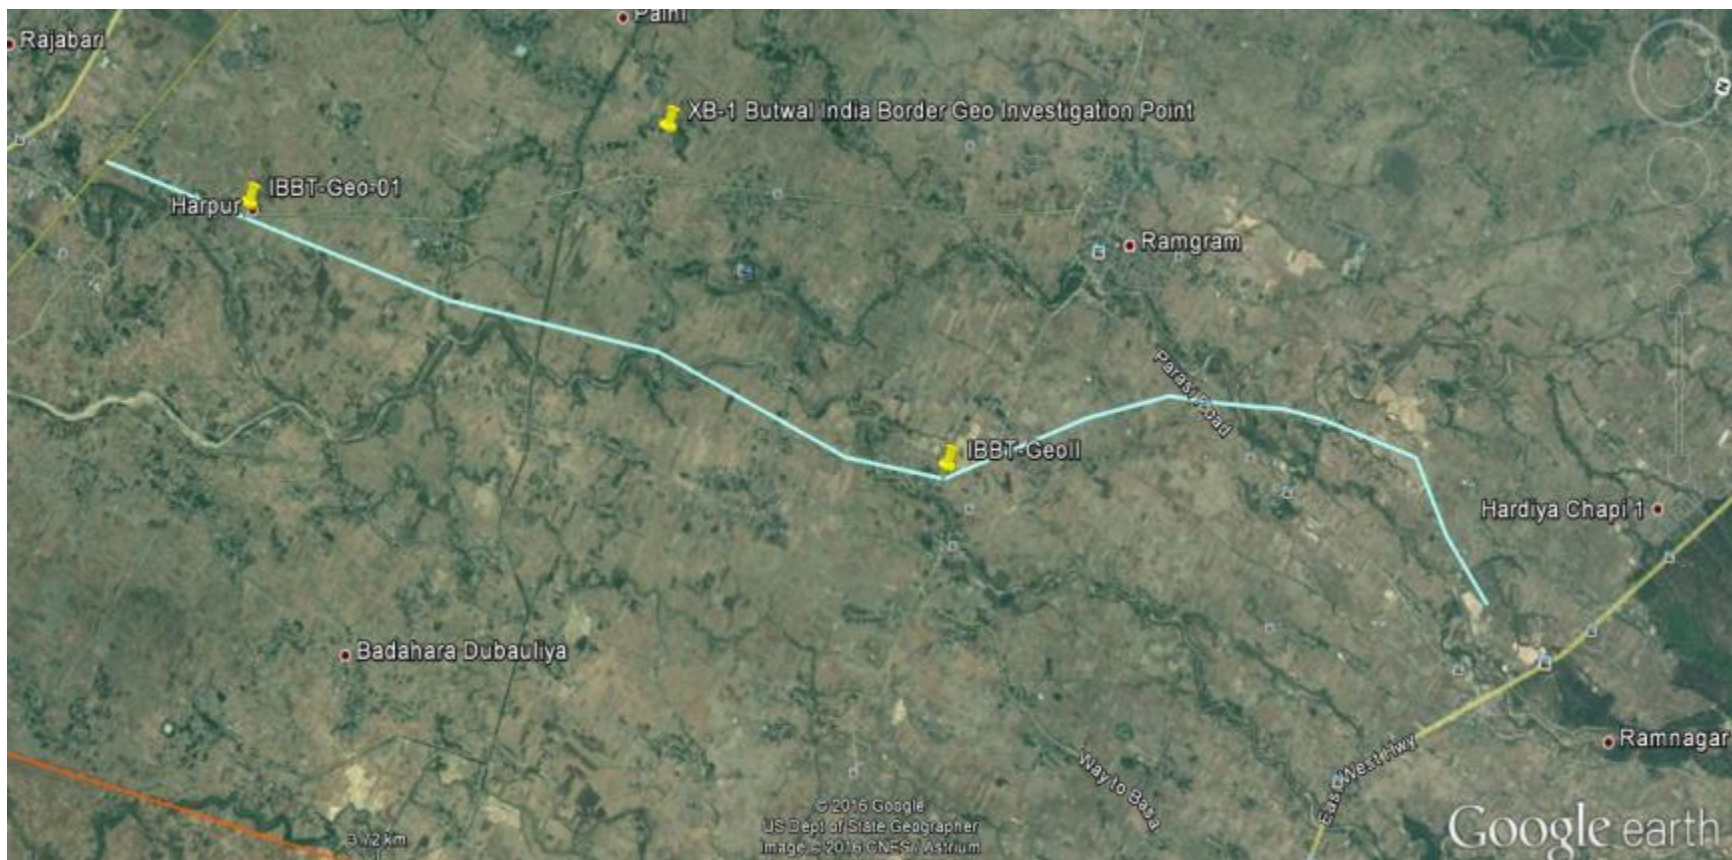 Palhi
Rajabari
XB-1 Butwal India Border Geo Investigation Point
N
IBBT-Geo-01
Harpur
Ramgram
Parasi Road
IBBT-Geo.II
Hardiya Chapi 1
Badahara Dubauliya
Ramnagar
East West Hwy
Way to Basa
© 2016 Google
US Dept of State Geographer
Image © 2016 CNES / Astrium
3.72 km
Google earth